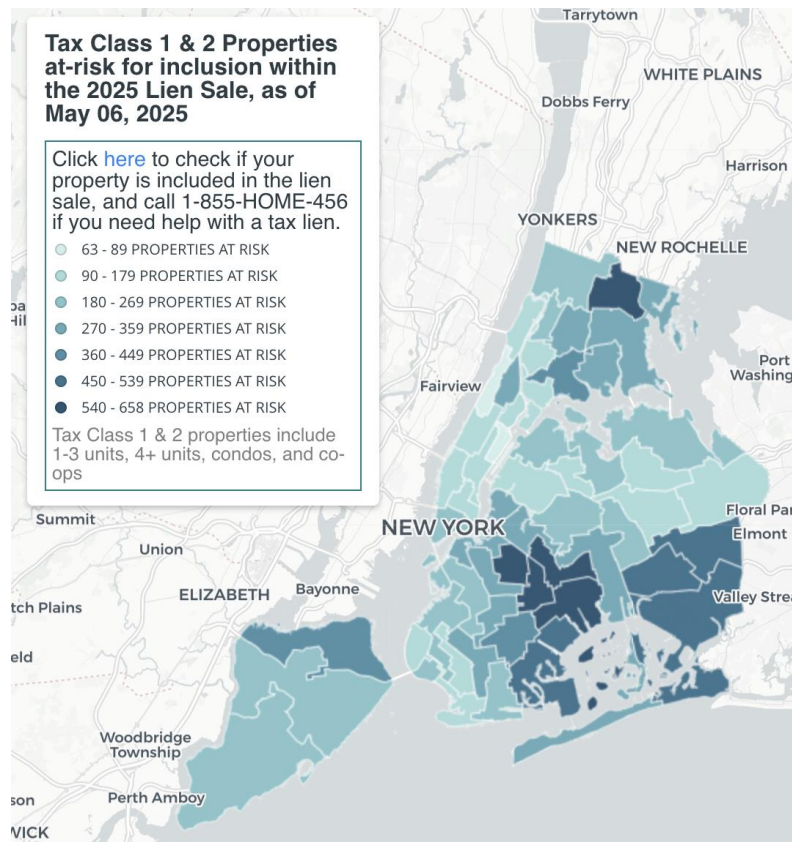 Tax Class 1 & 2 Properties
at-risk for inclusion within
the 2025 Lien Sale, as of
May 06, 2025
Click here to check if your
property is included in the lien
sale, and call 1-855-HOME-456
if you need help with a tax lien.
63 - 89 PROPERTIES AT RISK
90 - 179 PROPERTIES AT RISK
180 - 269 PROPERTIES AT RISK
270 - 359 PROPERTIES AT RISK
360 - 449 PROPERTIES AT RISK
450 - 539 PROPERTIES AT RISK
540 - 658 PROPERTIES AT RISK
Tax Class 1 & 2 properties include
1-3 units, 4+ units, condos, and co-
ops
Tarrytown
WHITE PLAINS
Dobbs Ferry
Harrison
YONKERS
NEW ROCHELLE
Port
Washing
Fairview
Floral Par
Elmont
Summit
NEW YORK
Union
ELIZABETH
Bayonne
Valley Strea
tch Plains
eld
Woodbridge
Township
Perth Amboy
son
WICK